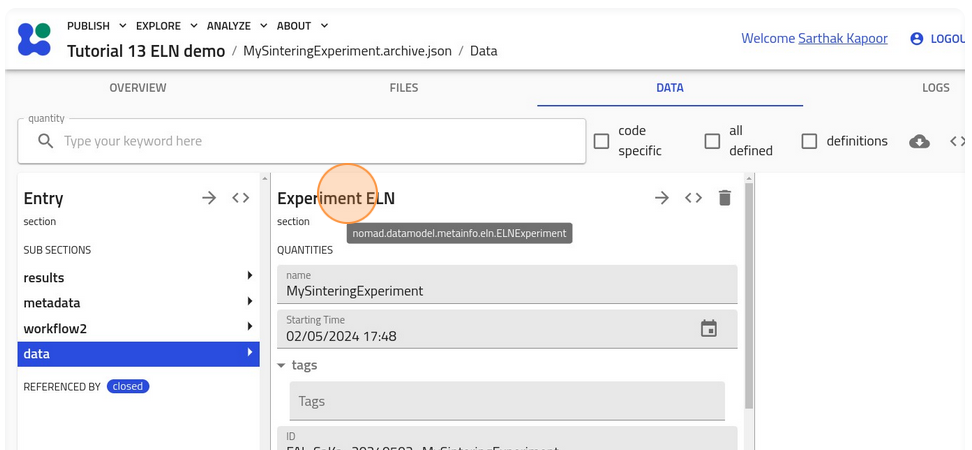 PUBLISH EXPLORE ANALYZE ABOUT
Tutorial 13 ELN demo / MySinteringExperiment.archive.json / Data
Welcome Sarthak Kapoor
OVERVIEW FILES DATA LOGS
quantity
Type your keyword here
code specific
all defined
definitions
<>
Entry
<>
section
SUB SECTIONS
results
metadata
workflow2
data
REFERENCED BY closed
Experiment ELN
<>
section
nomad.datamodel.metainfo.eln.ELNExperiment
QUANTITIES
name
MySinteringExperiment
Starting Time
02/05/2024 17:48
tags
Tags
ID